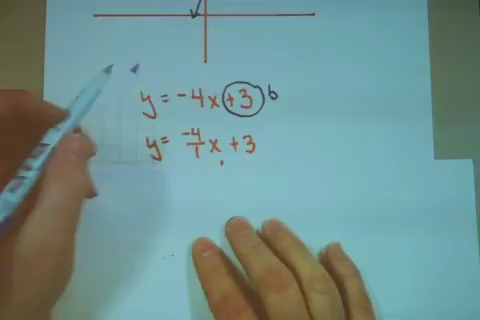 y = -4x +3 b
y = -4/1 x + 3